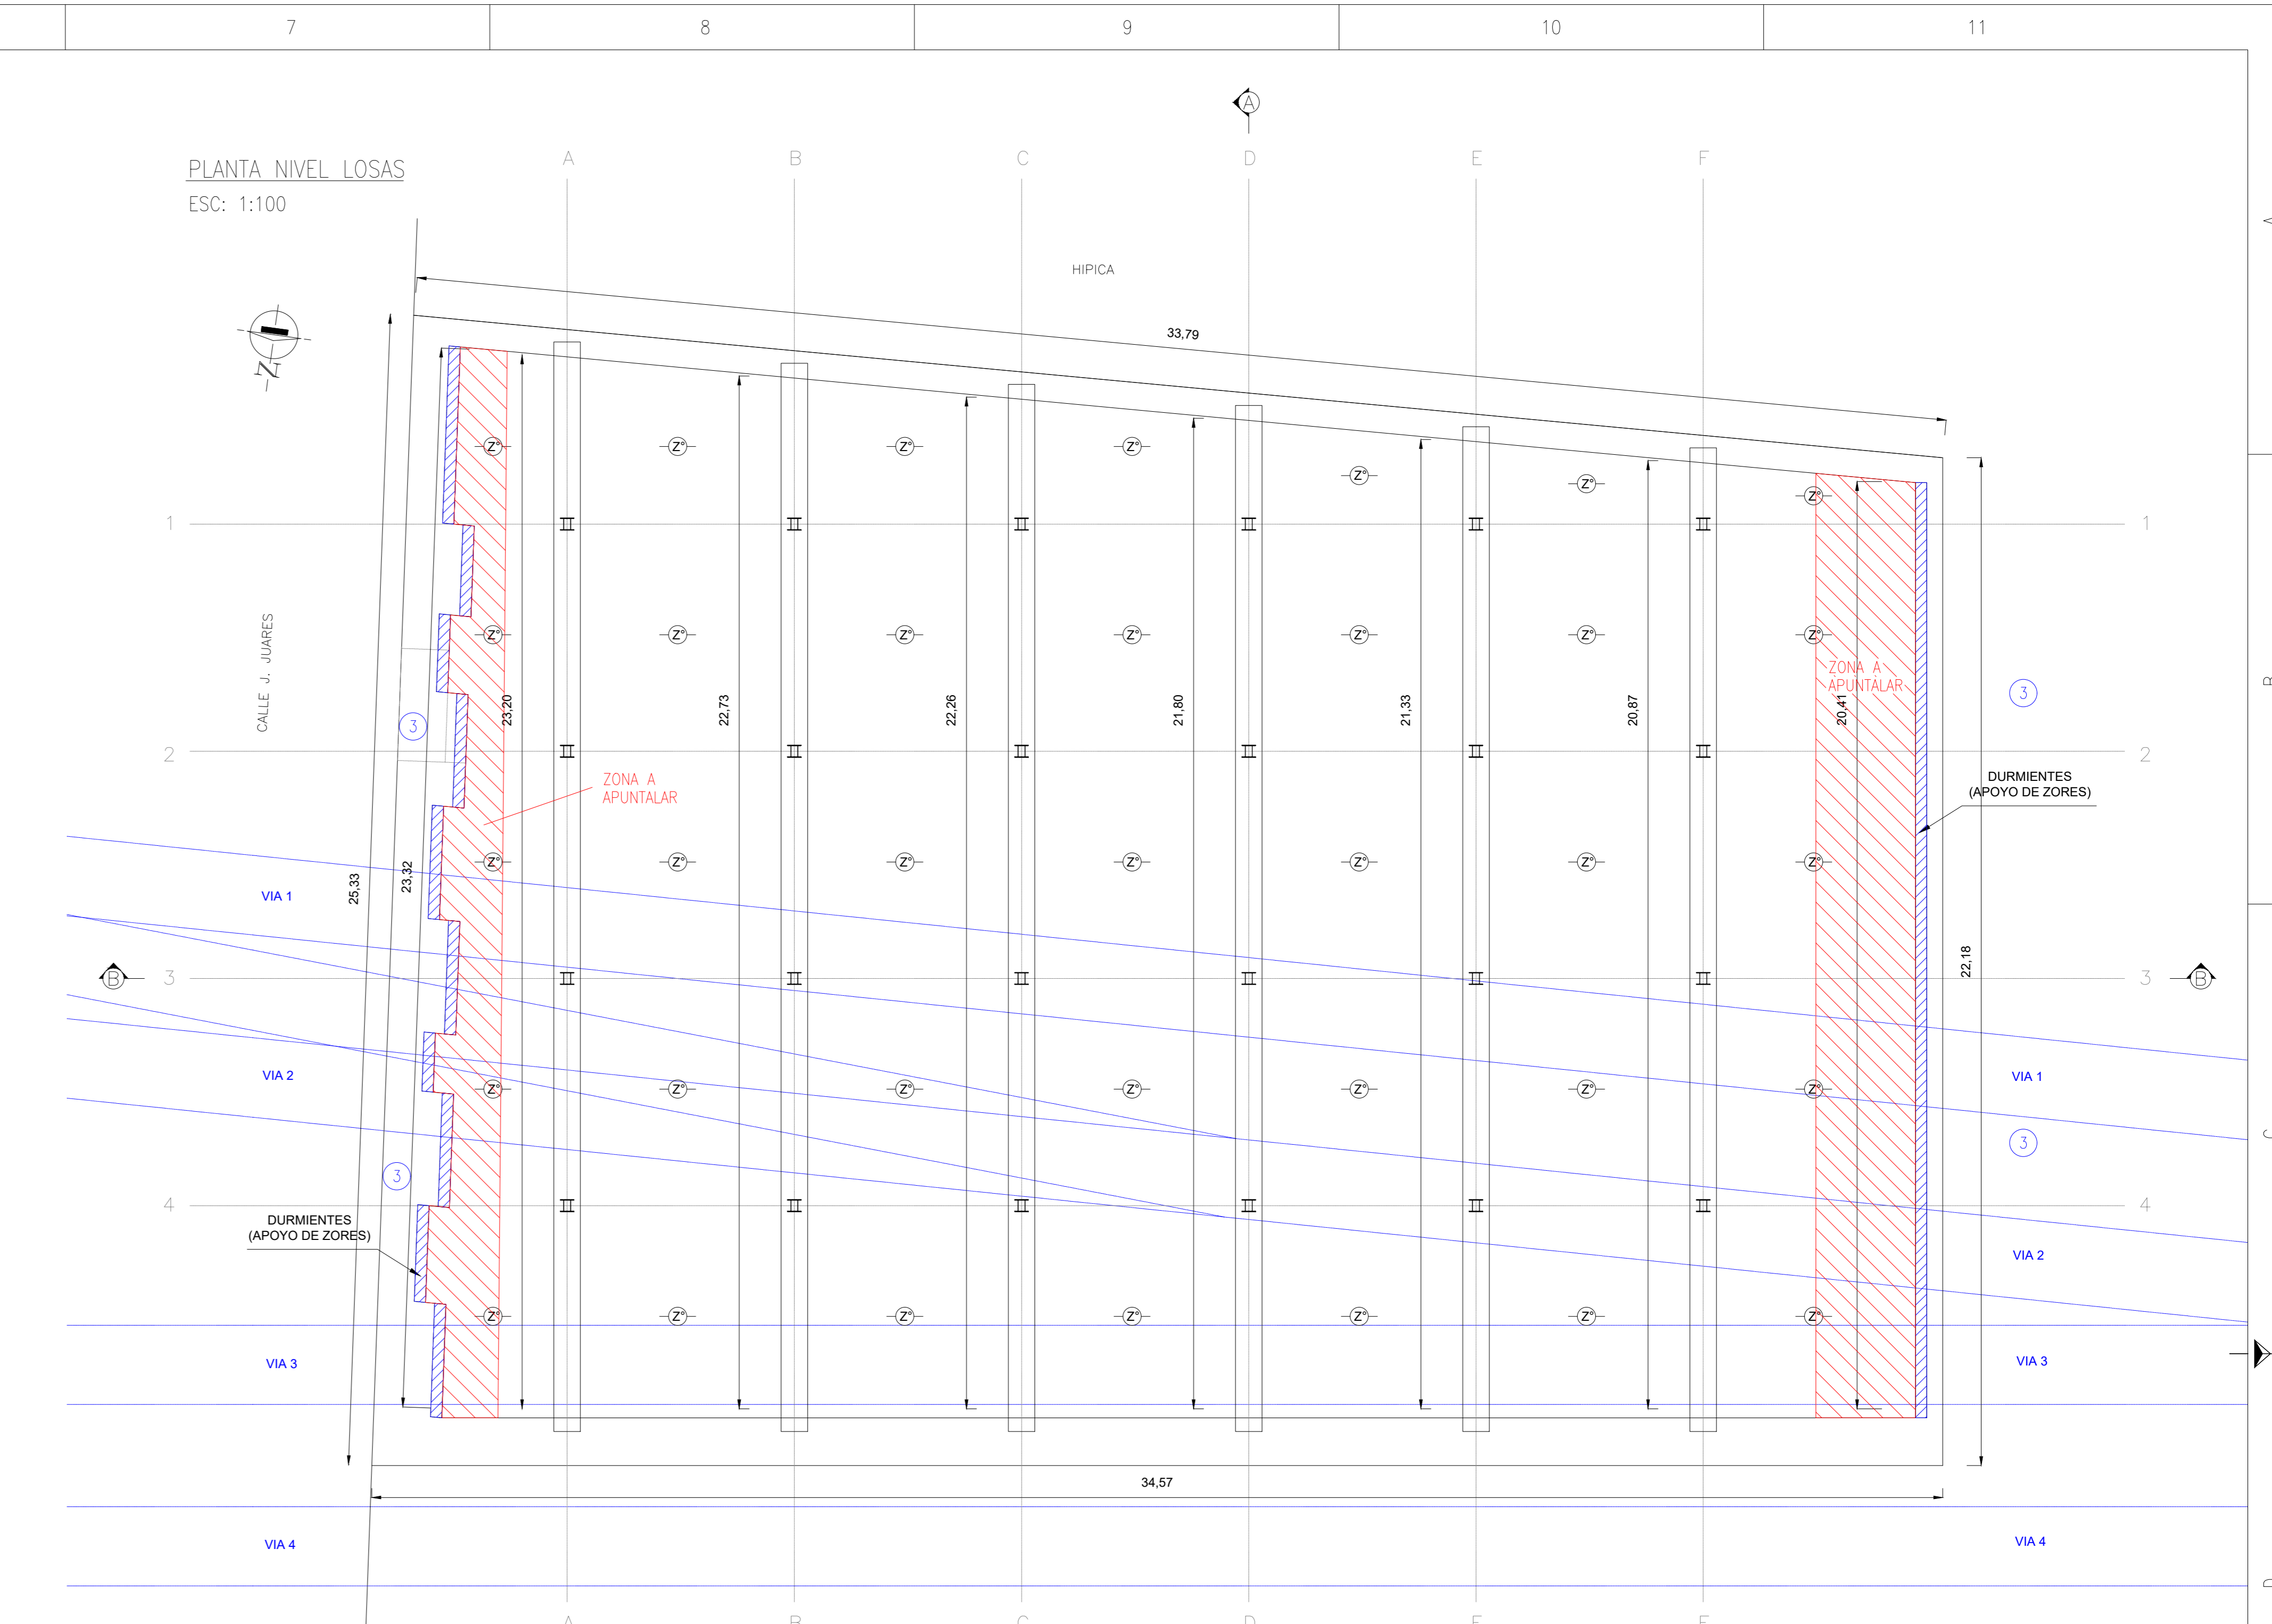 7
8
9
10
11
A
PLANTA NIVEL LOSAS
ESC: 1:100
A
B
C
D
E
F
A
HIPICA
33,79
N
Z°
Z°
Z°
Z°
Z°
Z°
Z°
1
1
CALLE J. JUARES
Z°
Z°
Z°
Z°
Z°
Z°
Z°
ZONA A
APUNTALAR
B
3
3
23,20
22,73
22,26
21,80
21,33
20,87
20,41
2
2
ZONA A
APUNTALAR
DURMIENTES
(APOYO DE ZORES)
Z°
Z°
Z°
Z°
Z°
Z°
Z°
25,33
23,32
VIA 1
22,18
B
3
3
B
VIA 2
VIA 1
Z°
Z°
Z°
Z°
Z°
Z°
Z°
3
3
C
4
4
DURMIENTES
(APOYO DE ZORES)
VIA 2
Z°
Z°
Z°
Z°
Z°
Z°
Z°
VIA 3
VIA 3
34,57
VIA 4
VIA 4
D
A
B
C
D
E
F